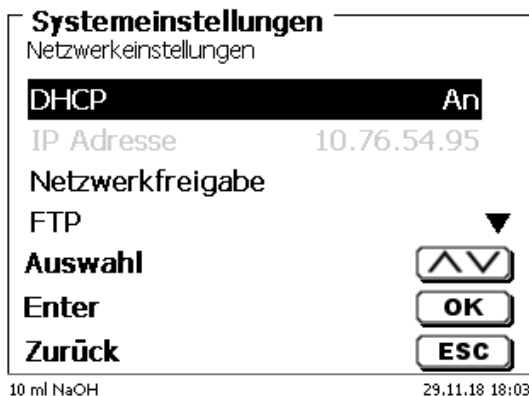 Systemeinstellungen
Netzwerkeinstellungen
DHCP An
IP Adresse 10.76.54.95
Netzwerkfreigabe
FTP
Auswahl
Enter OK
Zurück ESC
10 ml NaOH 29.11.18 18:03